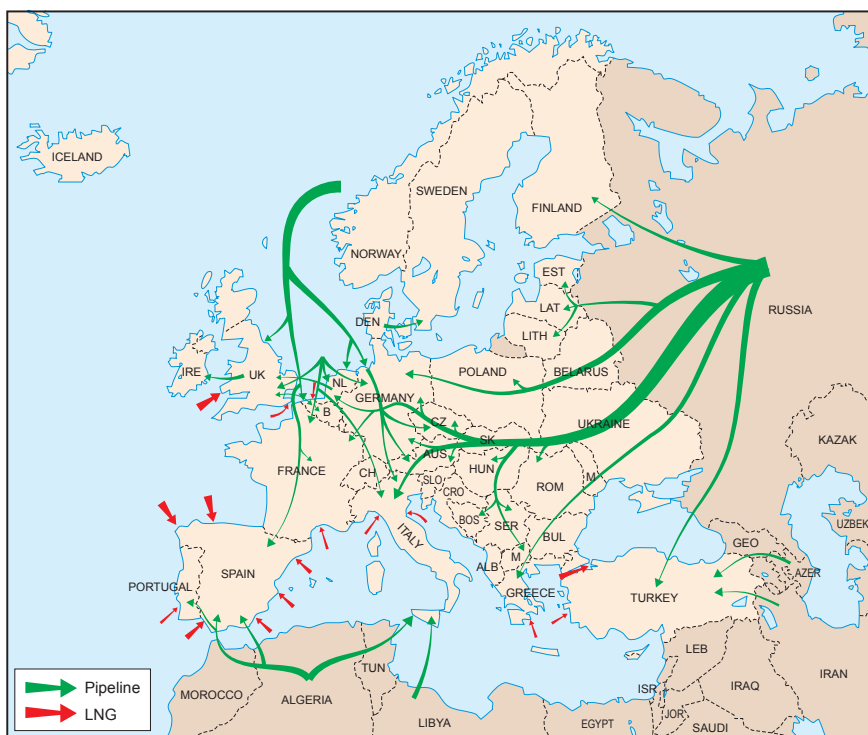 ICELAND
SWEDEN
FINLAND
NORWAY
EST
RUSSIA
LAT
DEN
LITH
IRE
UK
NL
POLAND
BELARUS
GERMANY
B
CZ
UKRAINE
SK
KAZAK
AUS
HUN
FRANCE
CH
SLO
CRO
ROM
M
UZBEK
BOS
SER
ITALY
BUL
GEO
AZER
ALB
M
PORTUGAL
SPAIN
GREECE
TURKEY
LEB
TUN
IRAN
MOROCCO
ALGERIA
ISR
IRAQ
JOR
LIBYA
EGYPT
SAUDI
Pipeline
LNG